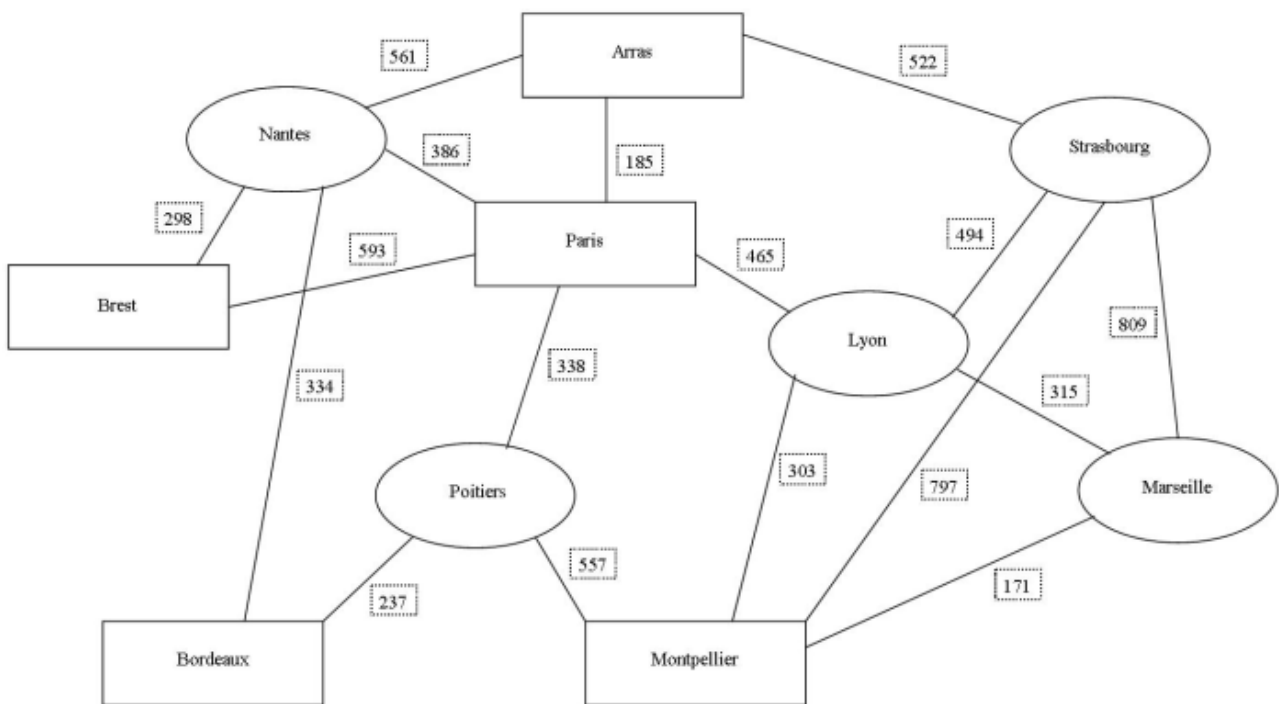 Arras
561
522
Nantes
Strasbourg
386
185
298
Paris
593
494
465
Brest
Lyon
809
338
334
315
303
797
Poitiers
Marseille
557
171
237
Bordeaux
Montpellier